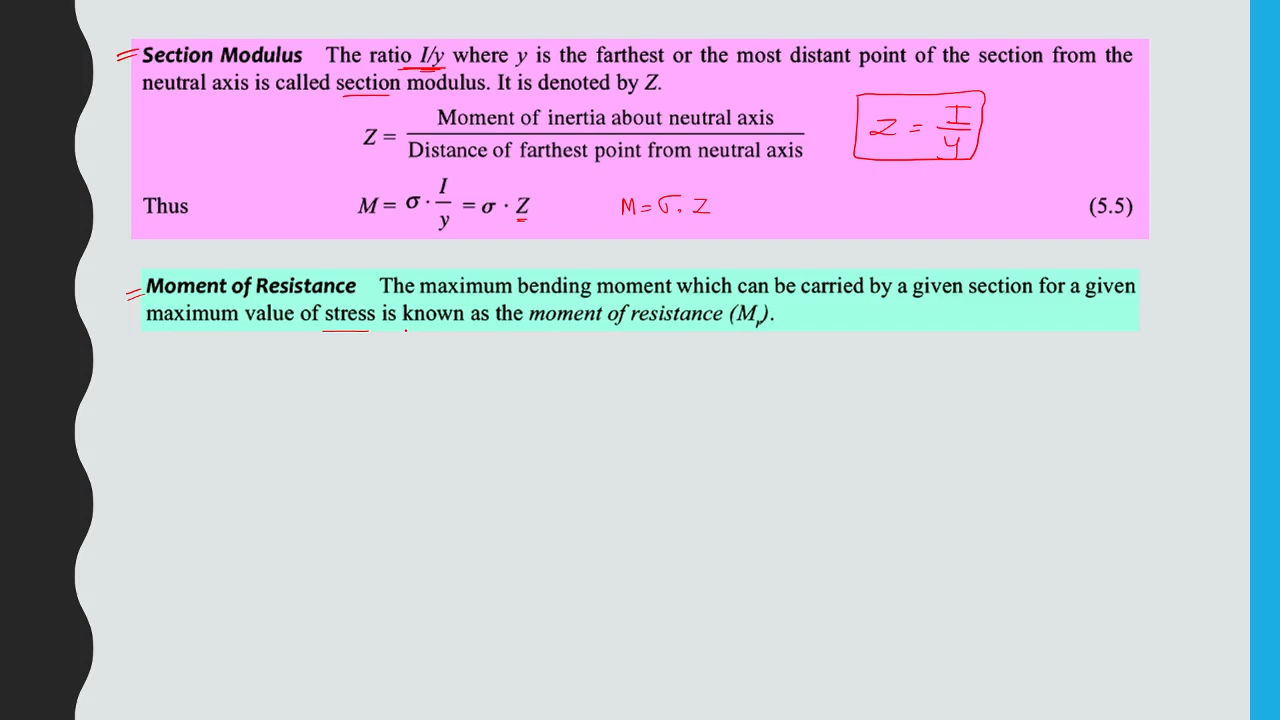 Section Modulus The ratio I/y where y is the farthest or the most distant point of the section from the
neutral axis is called section modulus. It is denoted by Z.
Z = Moment of inertia about neutral axis / Distance of farthest point from neutral axis
Z = I/y
Thus M = σ · I/y = σ · Z M = σ. Z (5.5)
Moment of Resistance The maximum bending moment which can be carried by a given section for a given
maximum value of stress is known as the moment of resistance (Mr).